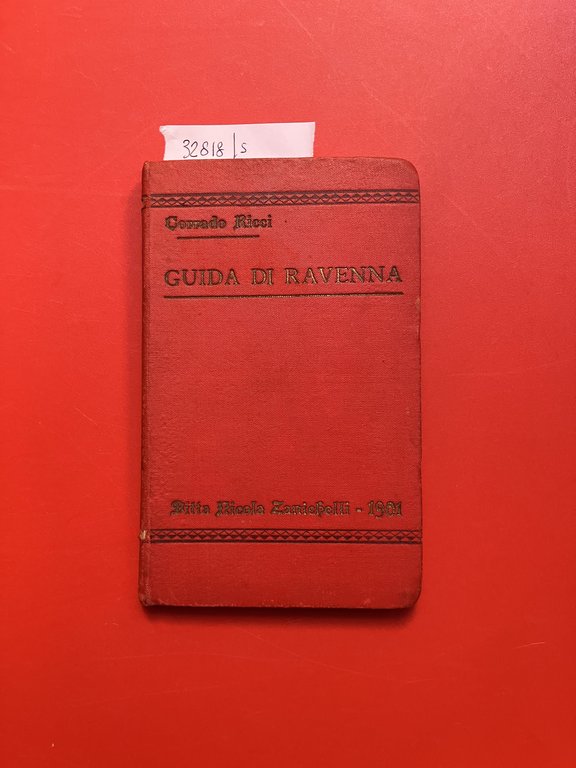 32818/s
Corrado Ricci
GUIDA DI RAVENNA
Ditta Nicola Zanichelli - 1901